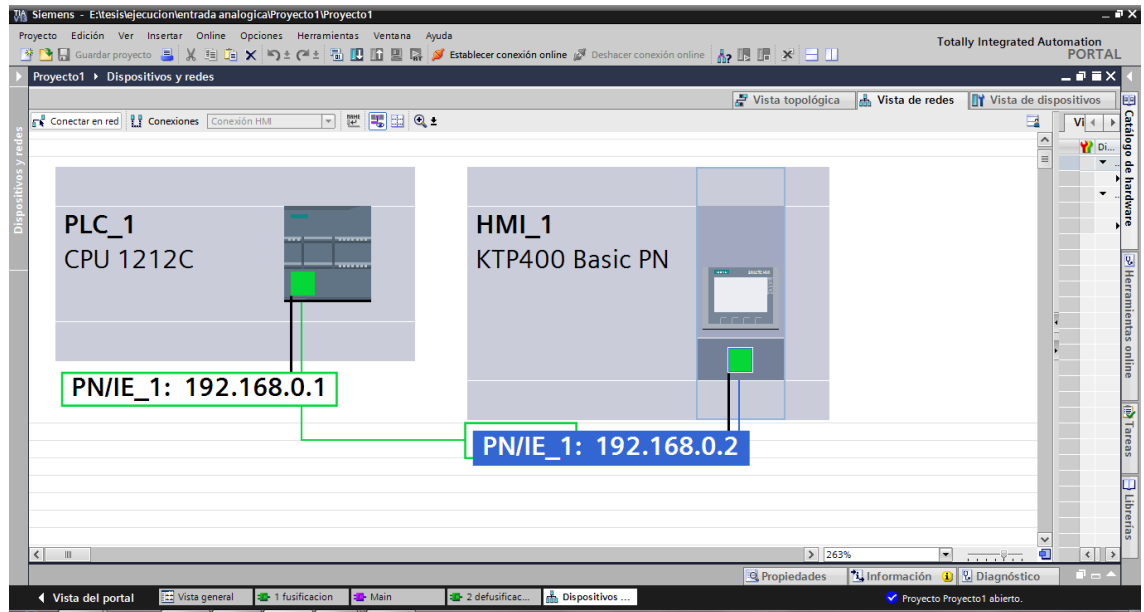 Siemens - E:\tesis\ejecucion\entrada analogica\Proyecto1\Proyecto1
Proyecto Edición Ver Insertar Online Opciones Herramientas Ventana Ayuda
Totally Integrated Automation
PORTAL
Guardar proyecto Establecer conexión online Deshacer conexión online
Proyecto1 Dispositivos y redes
Vista topológica Vista de redes Vista de dispositivos
Conectar en red Conexiones Conexión HMI
Vi
Di...
Dispositivos y redes
PLC_1
CPU 1212C
HMI_1
KTP400 Basic PN
PN/IE_1: 192.168.0.1
PN/IE_1: 192.168.0.2
Catálogo de hardware
Herramientas online
Tareas
Librerías
263%
Propiedades Información Diagnóstico
Vista del portal Vista general 1 fusificacion Main 2 defusificac... Dispositivos ...
Proyecto Proyecto1 abierto.